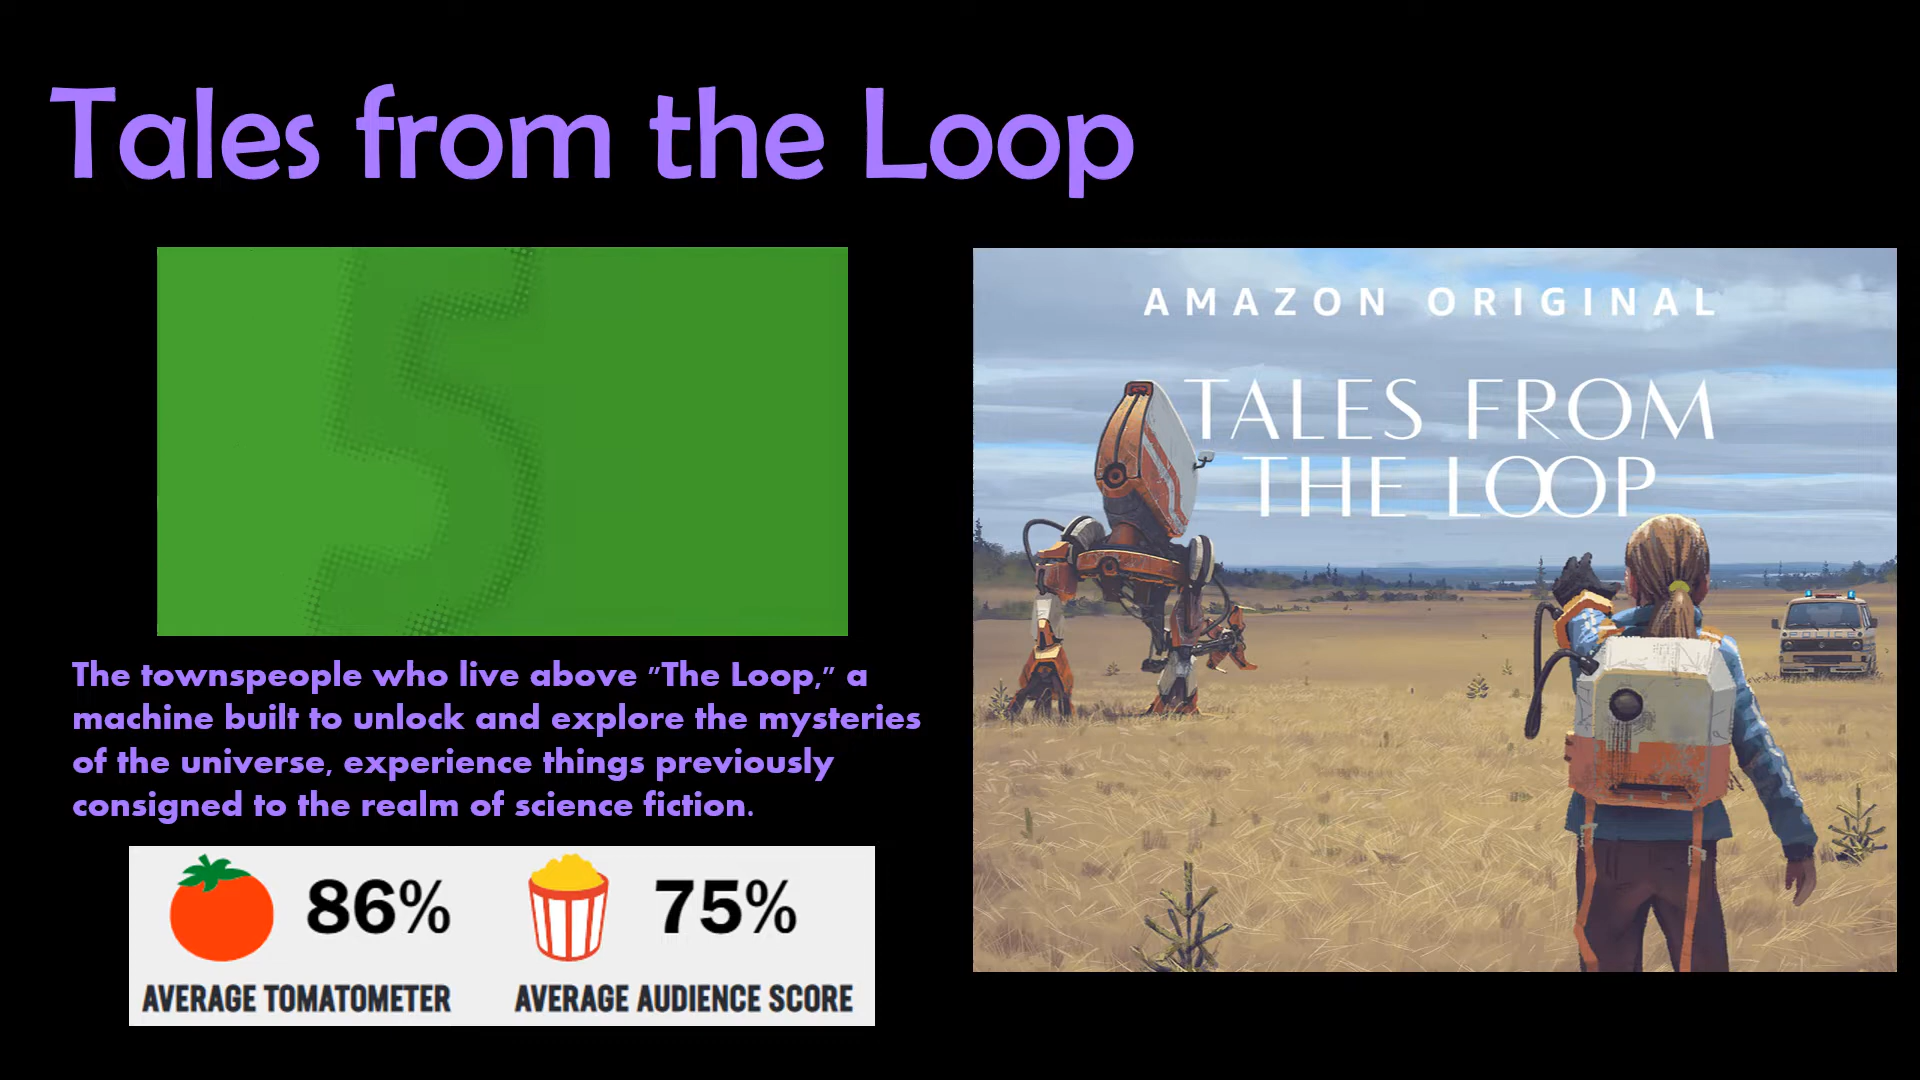 Tales from the Loop
5
The townspeople who live above "The Loop," a
machine built to unlock and explore the mysteries
of the universe, experience things previously
consigned to the realm of science fiction.
86%
75%
AVERAGE TOMATOMETER
AVERAGE AUDIENCE SCORE
AMAZON ORIGINAL
TALES FROM
THE LOOP